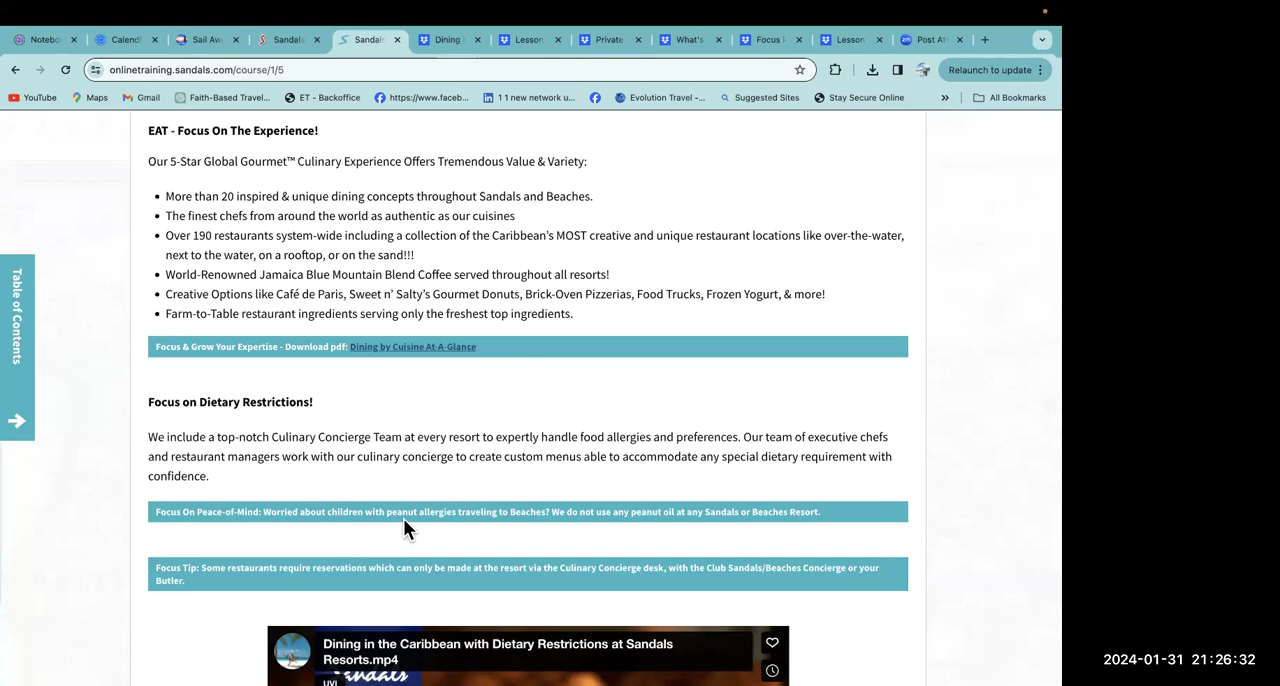 Notebo
Calend
Sail Aw
Sandals
Sandals
Dining i
Lesson
Private
What's
Focus
Lesson
Post At
onlinetraining.sandals.com/course/1/5
Relaunch to update
YouTube
Maps
Gmail
Faith-Based Travel...
ET - Backoffice
https://www.faceb...
1 1 new network u...
Evolution Travel -...
Suggested Sites
Stay Secure Online
All Bookmarks
EAT - Focus On The Experience!
Our 5-Star Global Gourmet™ Culinary Experience Offers Tremendous Value & Variety:
• More than 20 inspired & unique dining concepts throughout Sandals and Beaches.
• The finest chefs from around the world as authentic as our cuisines
• Over 190 restaurants system-wide including a collection of the Caribbean's MOST creative and unique restaurant locations like over-the-water,
next to the water, on a rooftop, or on the sand!!!
• World-Renowned Jamaica Blue Mountain Blend Coffee served throughout all resorts!
• Creative Options like Café de Paris, Sweet n' Salty's Gourmet Donuts, Brick-Oven Pizzerias, Food Trucks, Frozen Yogurt, & more!
• Farm-to-Table restaurant ingredients serving only the freshest top ingredients.
Table of Contents
Focus & Grow Your Expertise - Download pdf: Dining by Cuisine At-A-Glance
Focus on Dietary Restrictions!
We include a top-notch Culinary Concierge Team at every resort to expertly handle food allergies and preferences. Our team of executive chefs
and restaurant managers work with our culinary concierge to create custom menus able to accommodate any special dietary requirement with
confidence.
Focus On Peace-of-Mind: Worried about children with peanut allergies traveling to Beaches? We do not use any peanut oil at any Sandals or Beaches Resort.
Focus Tip: Some restaurants require reservations which can only be made at the resort via the Culinary Concierge desk, with the Club Sandals/Beaches Concierge or your
Butler.
Dining in the Caribbean with Dietary Restrictions at Sandals
Resorts.mp4
Sandals
2024-01-31 21:26:32